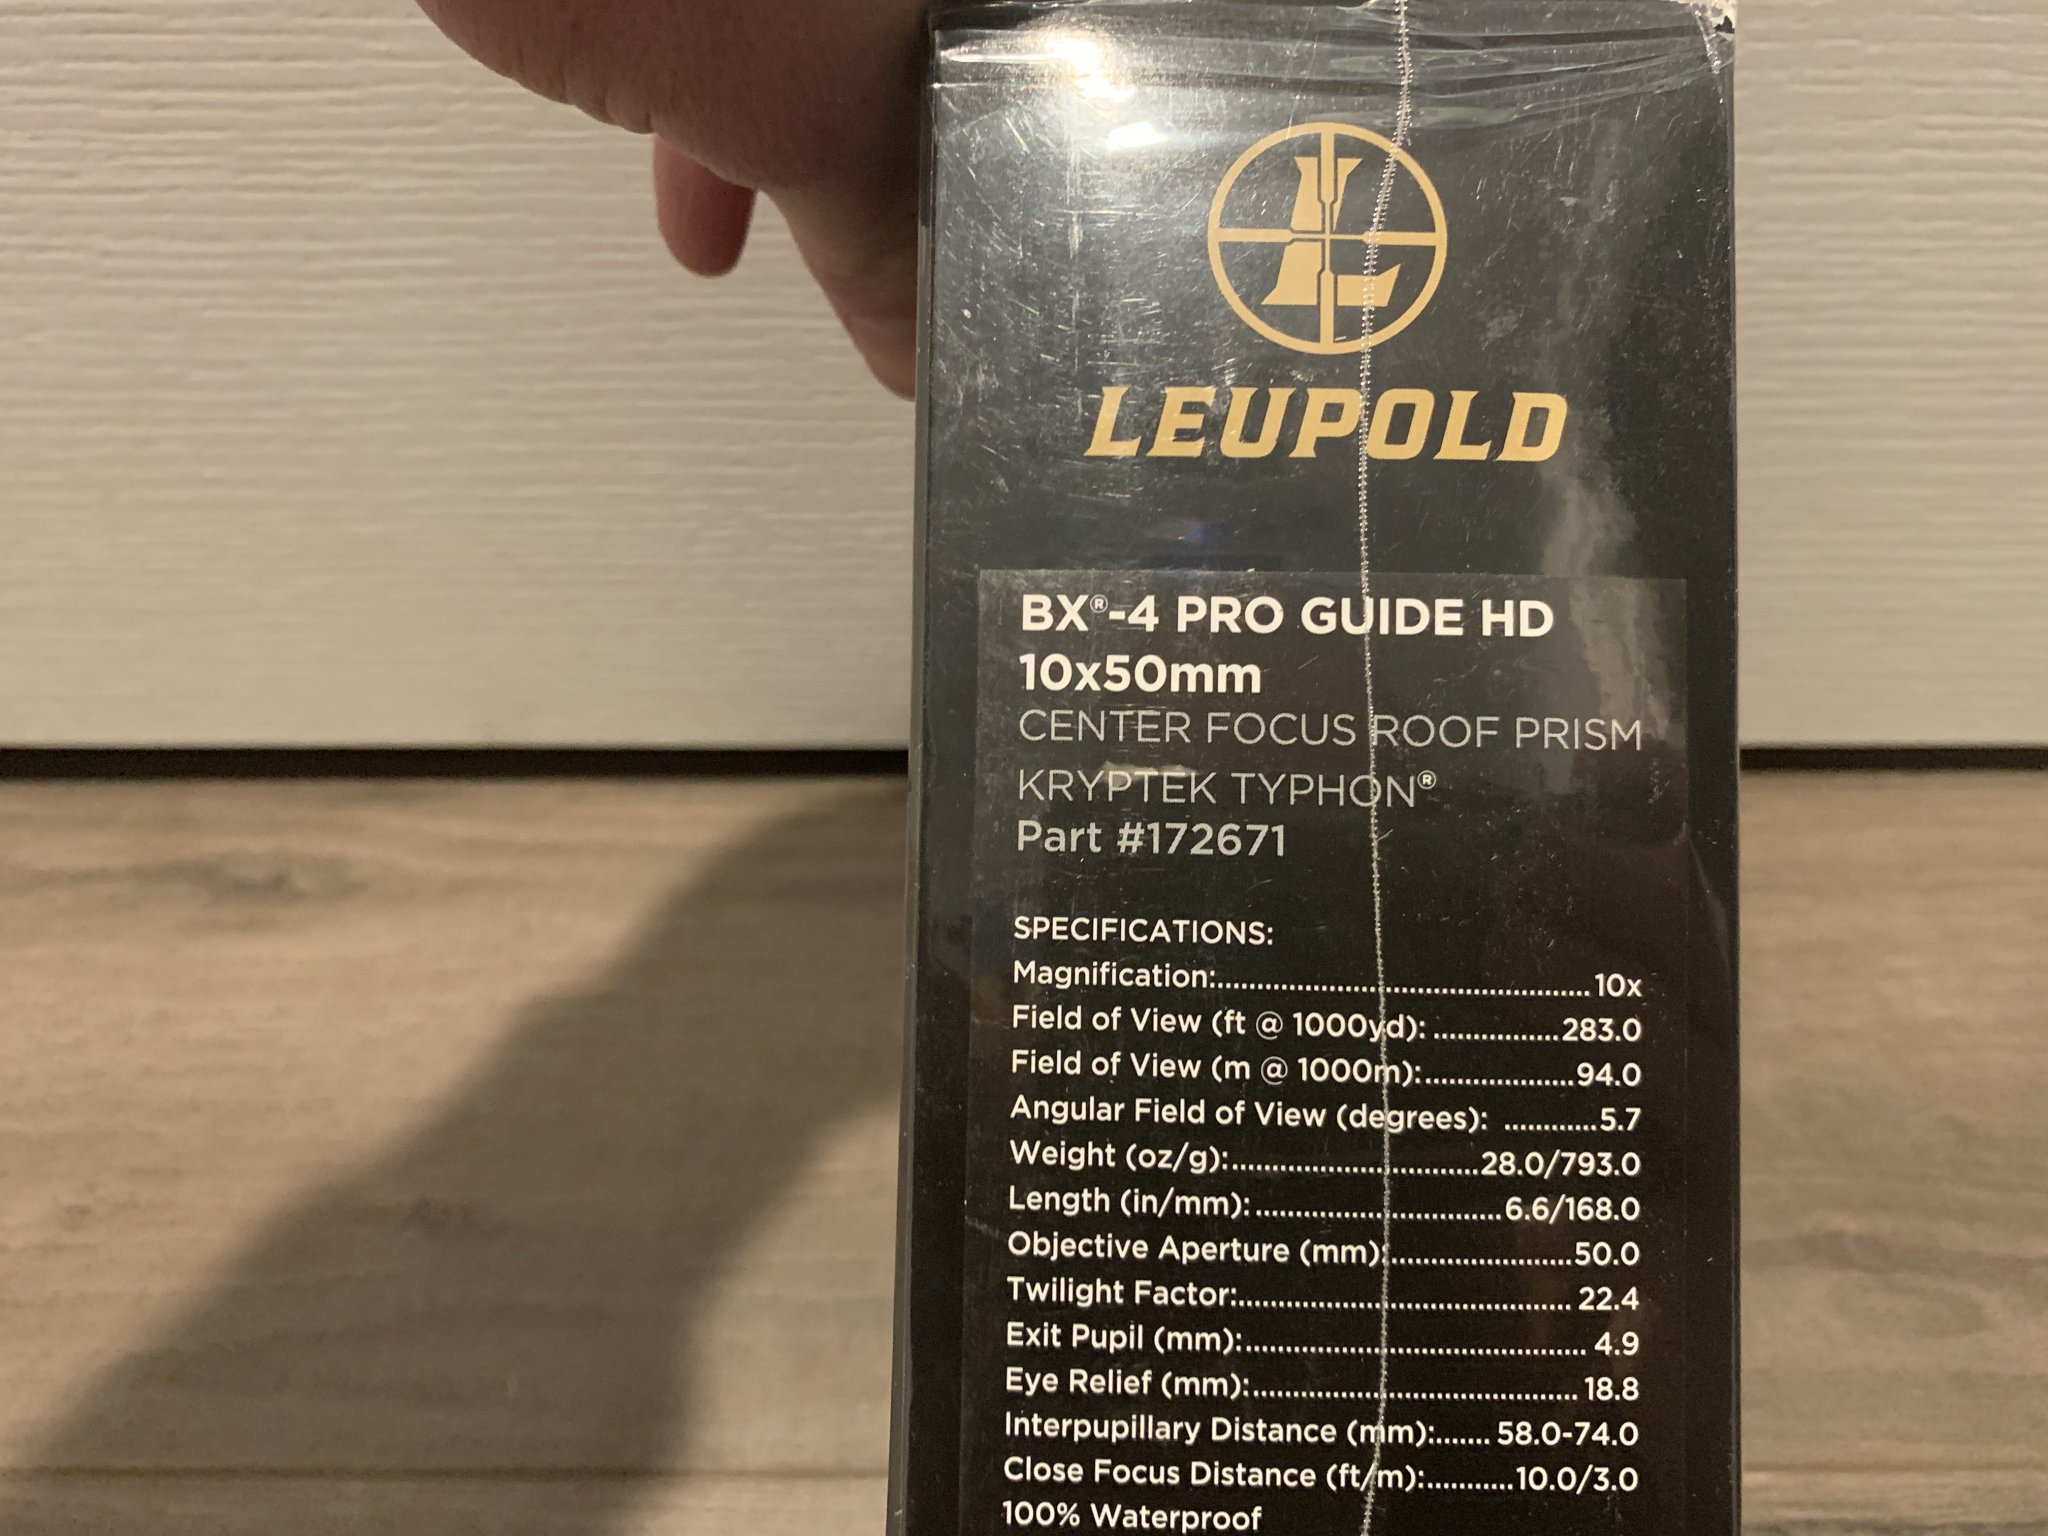 L
LEUPOLD
BX®-4 PRO GUIDE HD
10x50mm
CENTER FOCUS ROOF PRISM
KRYPTEK TYPHON®
Part #172671
SPECIFICATIONS:
Magnification:............................................10x
Field of View (ft @ 1000yd): ................283.0
Field of View (m @ 1000m):...................94.0
Angular Field of View (degrees): ............5.7
Weight (oz/g):................................28.0/793.0
Length (in/mm):................................6.6/168.0
Objective Aperture (mm):.......................50.0
Twilight Factor:........................................... 22.4
Exit Pupil (mm):............................................ 4.9
Eye Relief (mm):......................................... 18.8
Interpupillary Distance (mm):....... 58.0-74.0
Close Focus Distance (ft/m):...........10.0/3.0
100% Waterproof